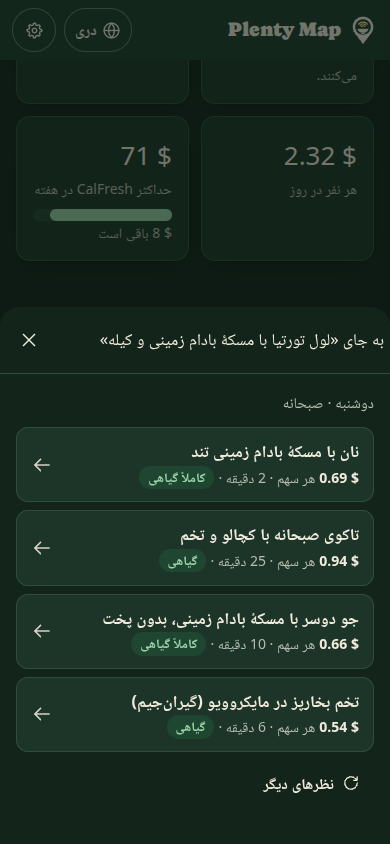 Plenty Map
دری
می‌کنند.
$ 2.32
هر نفر در روز
$ 71
حداکثر CalFresh در هفته
$ 8 باقی است
به جای «لول تورتیا با مسکهٔ بادام زمینی و کیله»
دوشنبه · صبحانه
نان با مسکهٔ بادام زمینی تند
$ 0.69 هر سهم · 2 دقیقه · کاملاً گیاهی
تاکوی صبحانه با کچالو و تخم
$ 0.94 هر سهم · 25 دقیقه · گیاهی
جو دوسر با مسکهٔ بادام زمینی، بدون پخت
$ 0.66 هر سهم · 10 دقیقه · کاملاً گیاهی
تخم بخارپز در مایکروویو (گیران‌جیم)
$ 0.54 هر سهم · 6 دقیقه · گیاهی
نظرهای دیگر